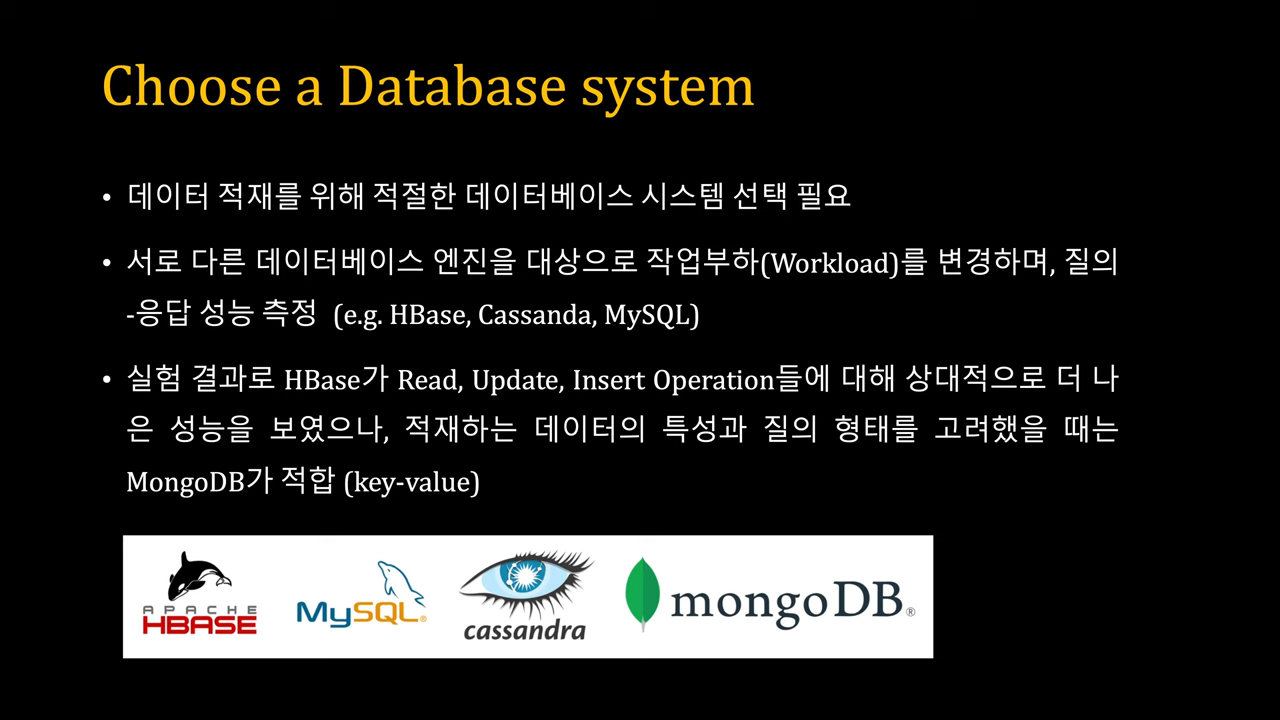 Choose a Database system
• 데이터 적재를 위해 적절한 데이터베이스 시스템 선택 필요
• 서로 다른 데이터베이스 엔진을 대상으로 작업부하(Workload)를 변경하며, 질의
-응답 성능 측정 (e.g. HBase, Cassanda, MySQL)
• 실험 결과로 HBase가 Read, Update, Insert Operation들에 대해 상대적으로 더 나
은 성능을 보였으나, 적재하는 데이터의 특성과 질의 형태를 고려했을 때는
MongoDB가 적합 (key-value)
APACHE
HBASE
MySQL®
cassandra
mongoDB®